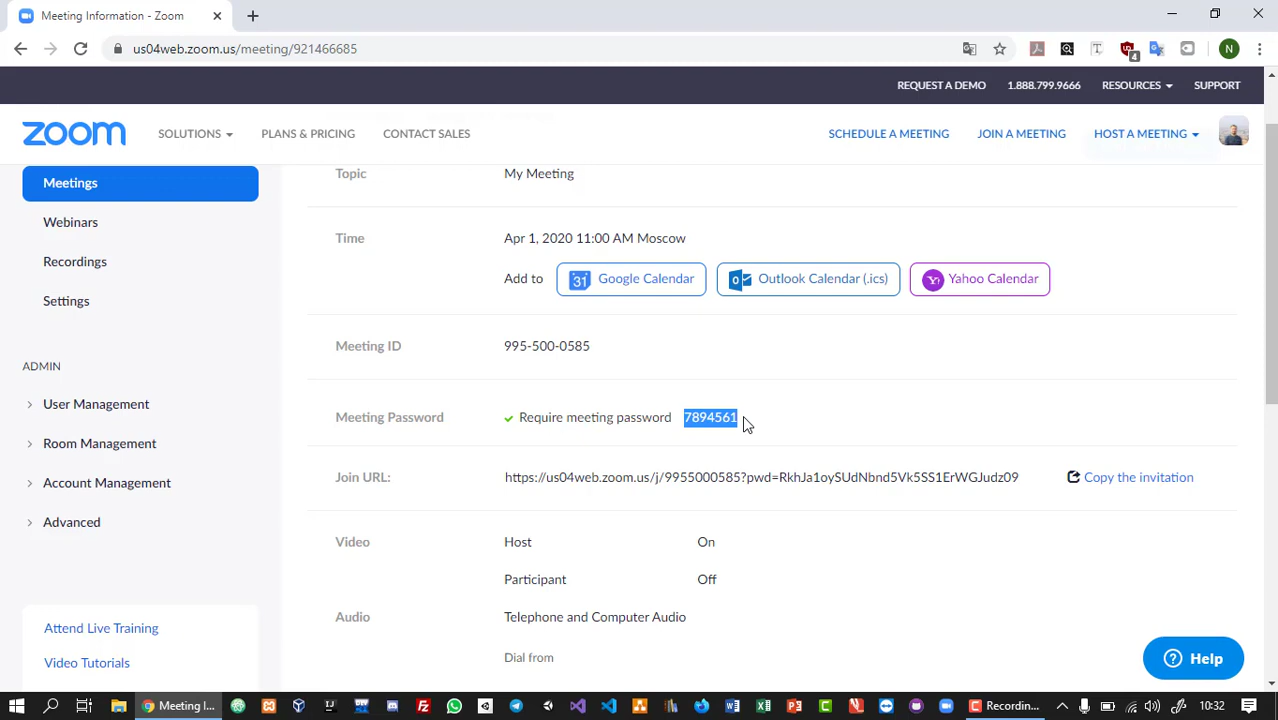 Meeting Information - Zoom
us04web.zoom.us/meeting/921466685
4
N
REQUEST A DEMO 1.888.799.9666 RESOURCES SUPPORT
zoom SOLUTIONS PLANS & PRICING CONTACT SALES SCHEDULE A MEETING JOIN A MEETING HOST A MEETING
Meetings
Webinars
Recordings
Settings
ADMIN
User Management
Room Management
Account Management
Advanced
Attend Live Training
Video Tutorials
Topic My Meeting
Time Apr 1, 2020 11:00 AM Moscow
Add to 31 Google Calendar Outlook Calendar (.ics) Yahoo Calendar
Meeting ID 995-500-0585
Meeting Password Require meeting password 7894561
Join URL: https://us04web.zoom.us/j/9955000585?pwd=RkhJa1oySUdNbnd5Vk5SS1ErWGJudz09 Copy the invitation
Video Host On
Participant Off
Audio Telephone and Computer Audio
Dial from
Help
Meeting I... Recordin... 10:32